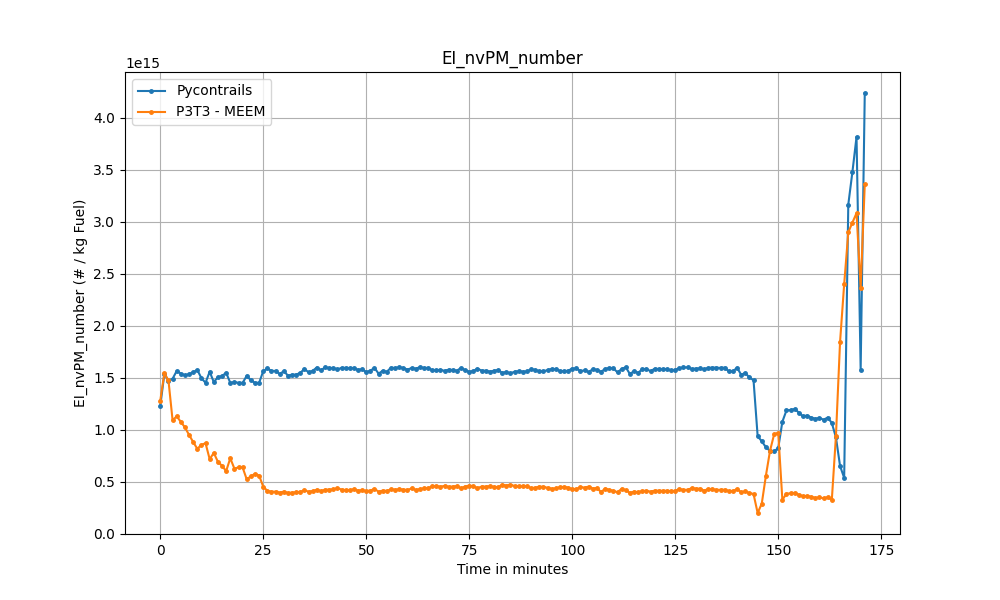 EI_nvPM_number
1e15
Pycontrails
P3T3 - MEEM
4.0
3.5
3.0
2.5
2.0
1.5
1.0
0.5
0.0
EI_nvPM_number (# / kg Fuel)
0 25 50 75 100 125 150 175
Time in minutes